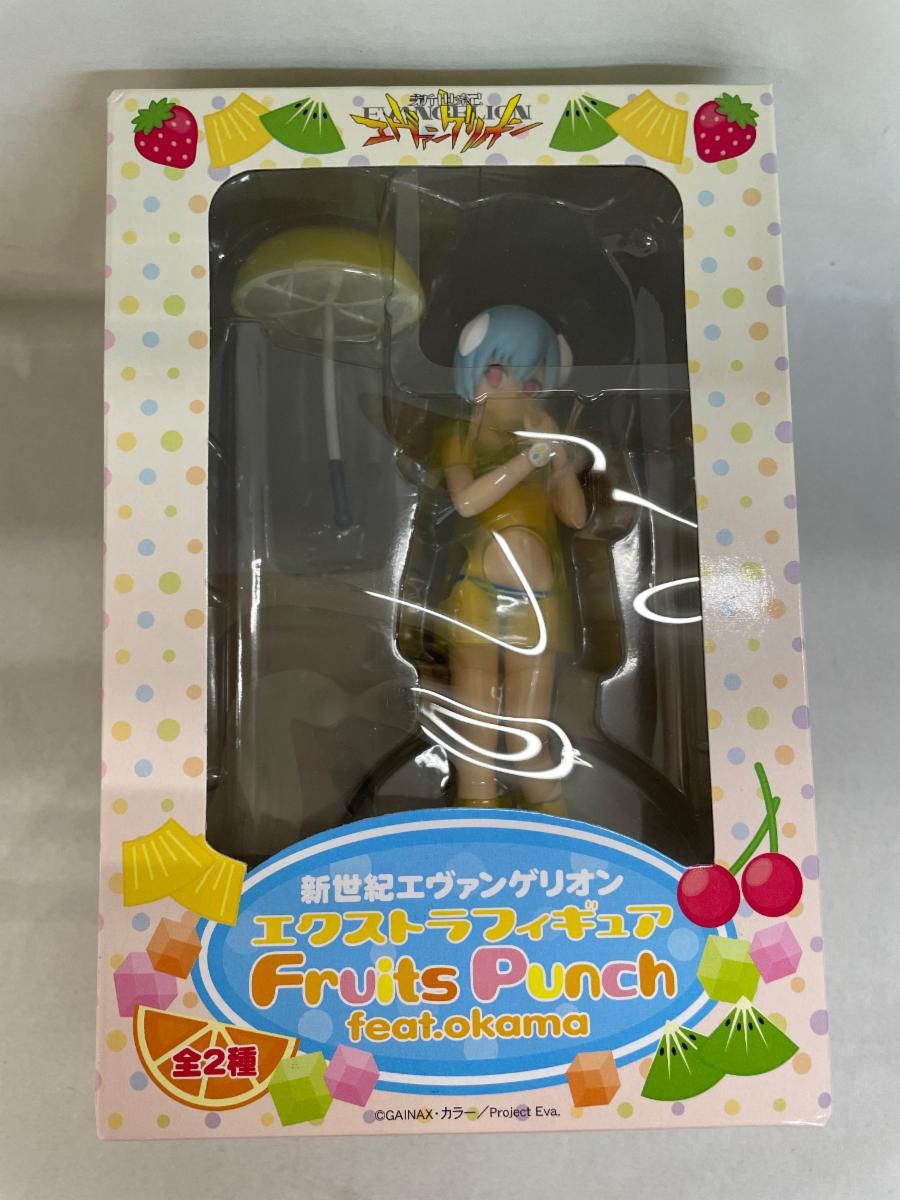 新世紀
EVANGELION
エヴァンゲリオン
新世紀エヴァンゲリオン
エクストラフィギュア
Fruits Punch
feat.okama
全2種
©GAINAX・カラー/Project Eva.